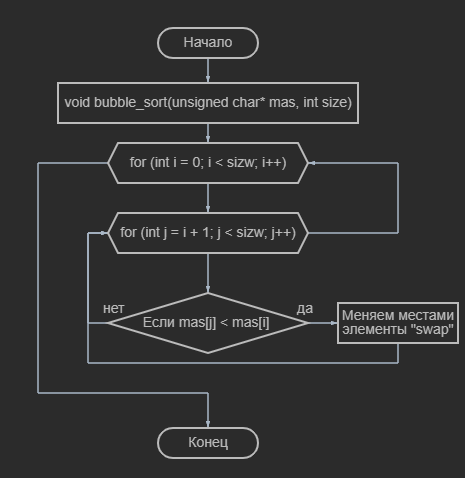 Начало
void bubble_sort(unsigned char* mas, int size)
for (int i = 0; i < sizw; i++)
for (int j = i + 1; j < sizw; j++)
нет
да
Если mas[j] < mas[i]
Меняем местами
элементы "swap"
Конец